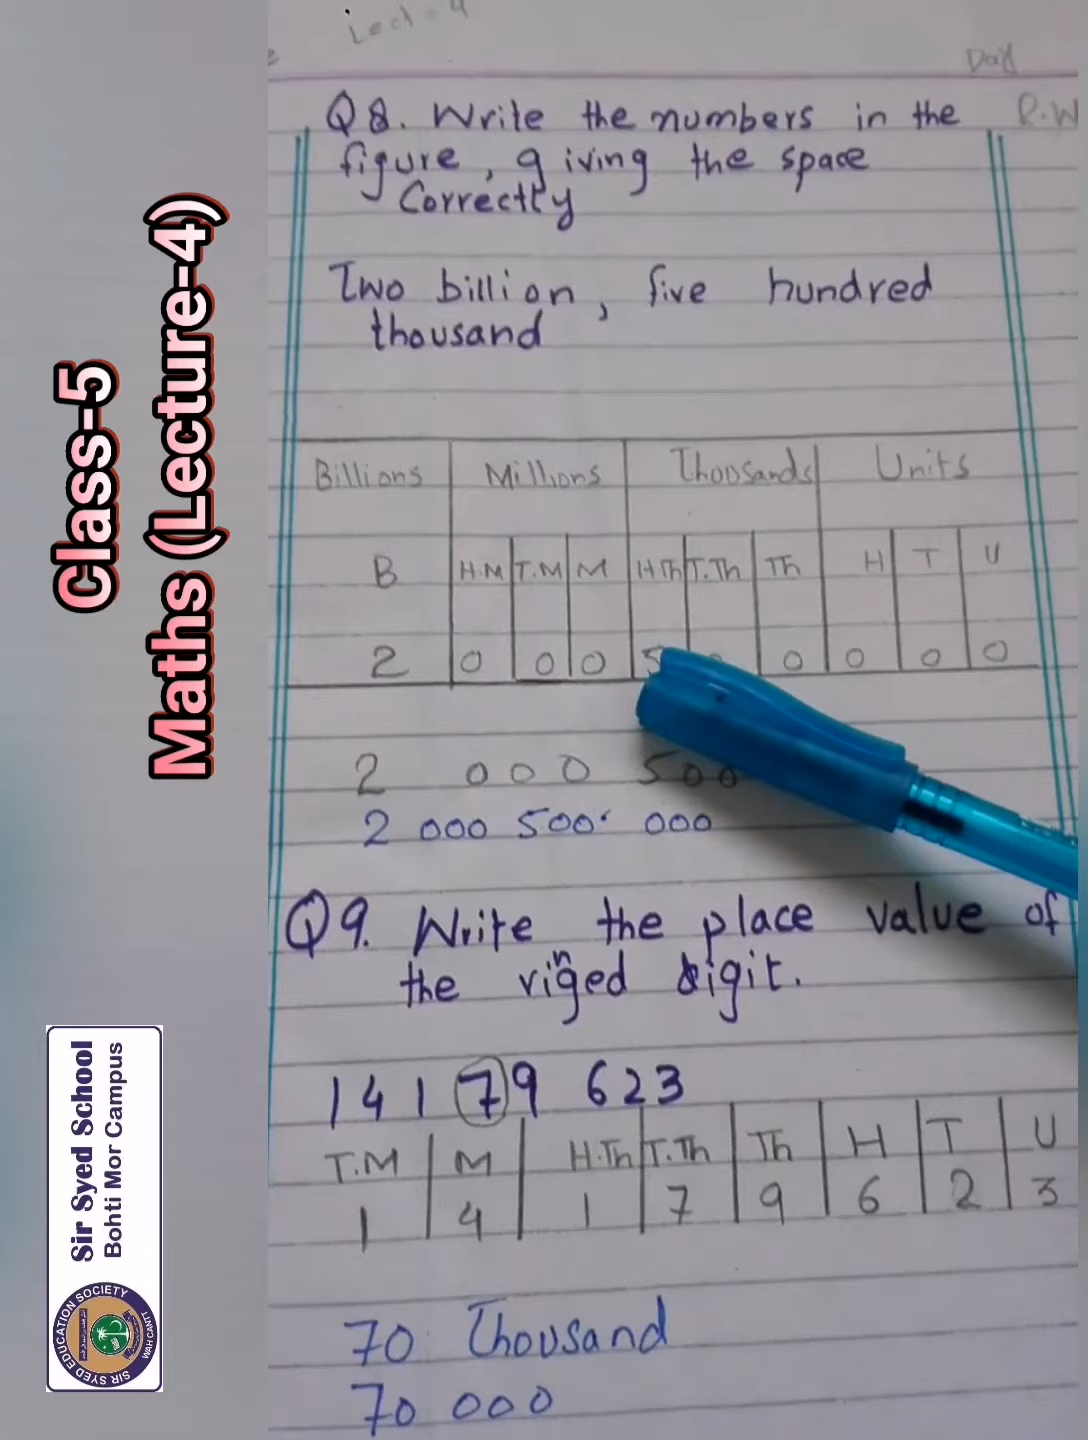 Lect - 4
Q8. Write the numbers in the
figure, giving the space
Correctly
Two billion, five hundred
thousand
Billions Millions Thousands Units
B H.M T.M M H.Th T.Th Th H T U
2 0 0 0 5 0 0 0 0
2 000 500
2 000 500 000
Q9. Write the place value of
the ringed digit.
141 79 623
T.M M H.Th T.Th Th H T U
1 4 1 7 9 6 2 3
70 Thousand
70 000
Class-5
Maths (Lecture-4)
Sir Syed School
Bohti Mor Campus
SIR SYED EDUCATION SOCIETY
WAH CANTT